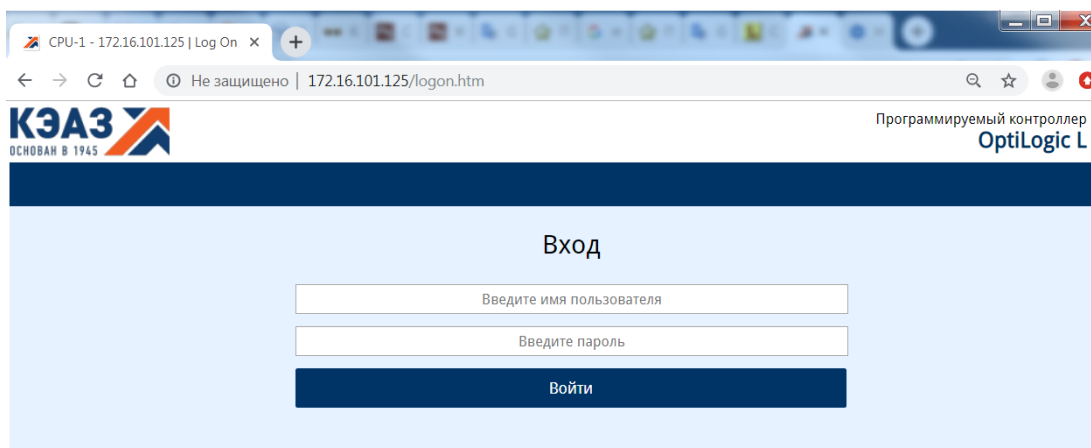 CPU-1 - 172.16.101.125 | Log On
Не защищено | 172.16.101.125/logon.htm
КЭАЗ
ОСНОВАН В 1945
Программируемый контроллер
OptiLogic L
Вход
Введите имя пользователя
Введите пароль
Войти